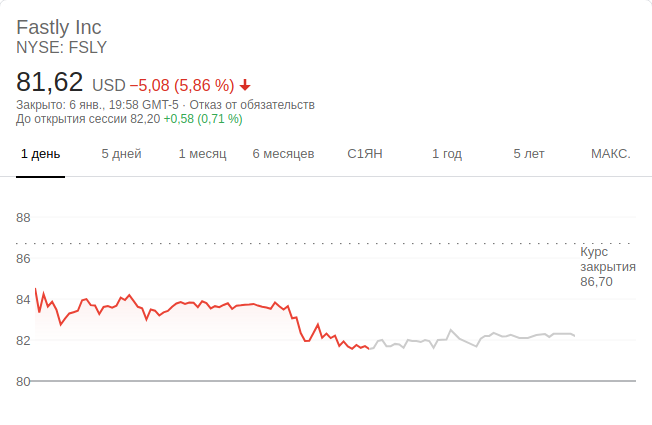 Fastly Inc
NYSE: FSLY
81,62 USD −5,08 (5,86 %)
Закрыто: 6 янв., 19:58 GMT-5 · Отказ от обязательств
До открытия сессии 82,20 +0,58 (0,71 %)
1 день 5 дней 1 месяц 6 месяцев С1ЯН 1 год 5 лет МАКС.
88
86
84
82
80
Курс
закрытия
86,70